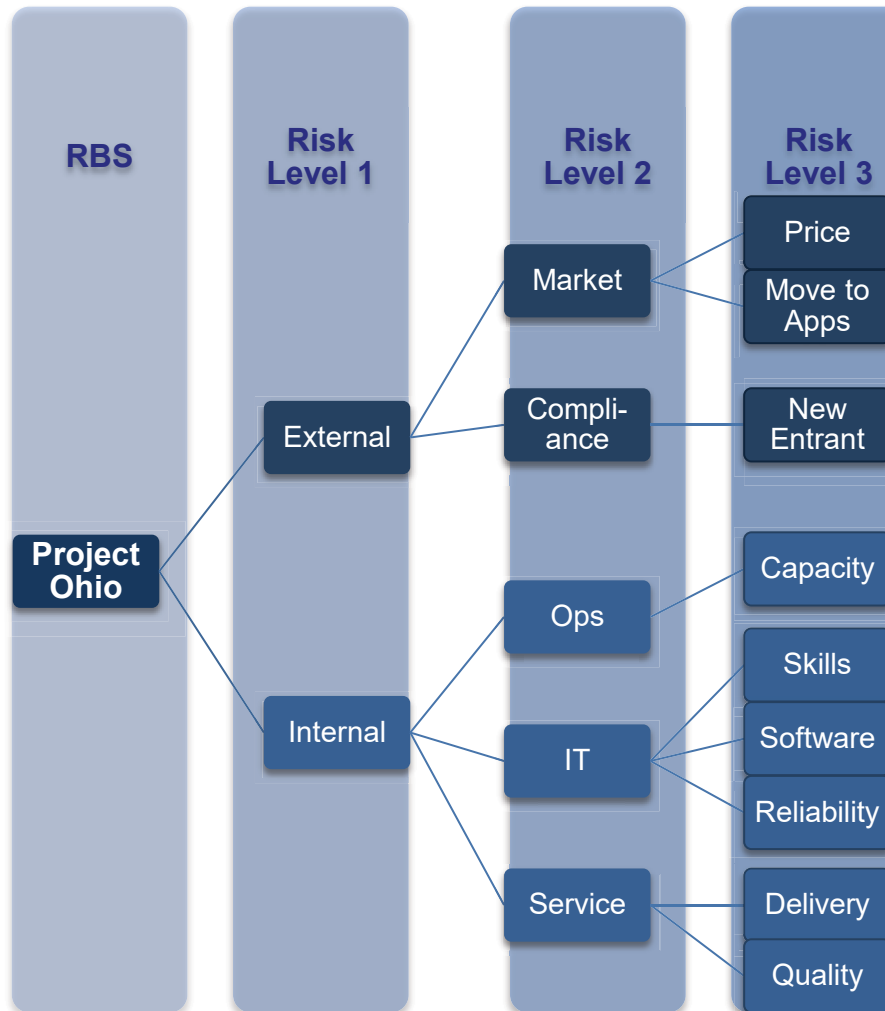 RBS
Risk
Level 1
Risk
Level 2
Risk
Level 3
Project
Ohio
External
Internal
Market
Compli-
ance
Ops
IT
Service
Price
Move to
Apps
New
Entrant
Capacity
Skills
Software
Reliability
Delivery
Quality